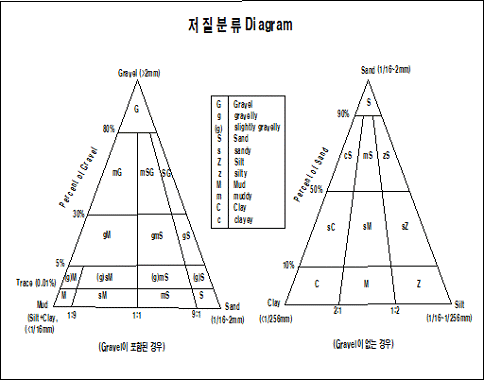 저질분류 Diagram
Gravel (>2mm)
G
80%
Percent of Gravel
mG
mSG
SG
30%
gM
gmS
gS
5%
Trace (0.01%)
(g)M
(g)sM
(g)mS
(g)S
M
sM
mS
S
Mud
(Silt+Clay,
(<1/16mm)
1:9
1:1
9:1
Sand
(1/16~2mm)
(Gravel이 포함된 경우)
G Gravel
g gravelly
(g) slightly gravelly
S Sand
s sandy
Z Silt
z silty
M Mud
m muddy
C Clay
c clayey
Sand (1/16~2mm)
S
90%
Percent of Sand
cS
mS
zS
50%
sC
sM
sZ
10%
C
M
Z
Clay
(<1/256mm)
2:1
1:2
Silt
(1/16~1/256mm)
(Gravel이 없는 경우)